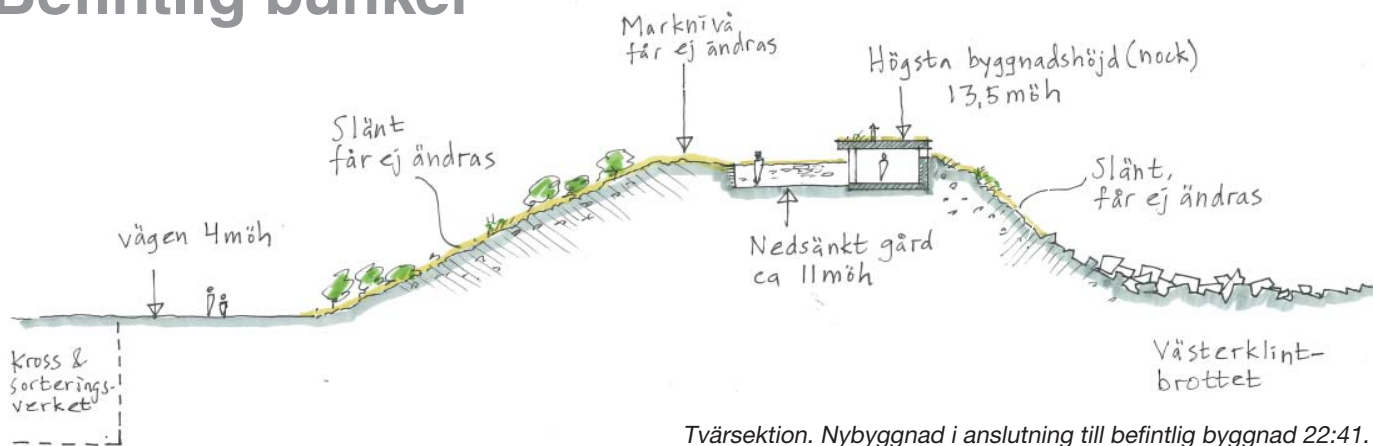 Befintlig bunker
Marknivå
får ej ändras
Högsta byggnadshöjd (nock)
13,5 möh
Slänt
får ej ändras
Slänt,
får ej ändras
vägen 4 möh
Nedsänkt gård
ca 11 möh
Kross &
sorterings-
verket
Västerklint-
brottet
Tvärsektion. Nybyggnad i anslutning till befintlig byggnad 22:41.